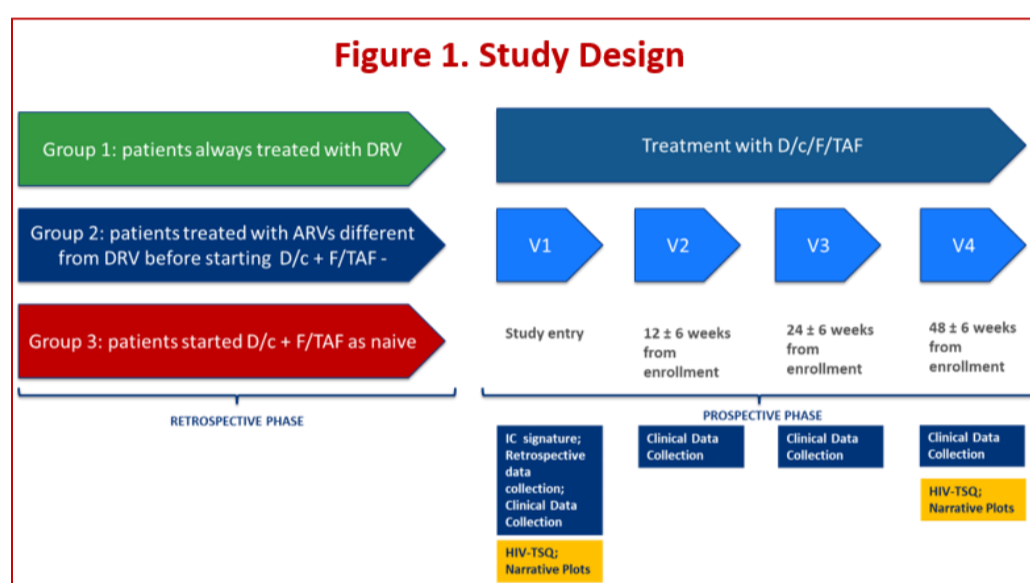 Figure 1. Study Design
Group 1: patients always treated with DRV
Treatment with D/c/F/TAF
Group 2: patients treated with ARVs different
from DRV before starting D/c + F/TAF -
V1
V2
V3
V4
Group 3: patients started D/c + F/TAF as naive
Study entry
12 ± 6 weeks
from
enrollment
24 ± 6 weeks
from
enrollment
48 ± 6 weeks
from
enrollment
RETROSPECTIVE PHASE
PROSPECTIVE PHASE
IC signature;
Retrospective
data
collection;
Clinical Data
Collection
HIV-TSQ;
Narrative Plots
Clinical Data
Collection
Clinical Data
Collection
Clinical Data
Collection
HIV-TSQ;
Narrative Plots